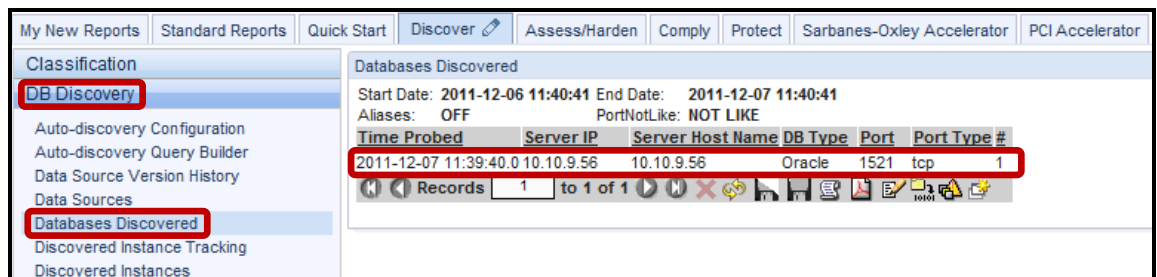 My New Reports Standard Reports Quick Start Discover Assess/Harden Comply Protect Sarbanes-Oxley Accelerator PCI Accelerator
Classification
DB Discovery
Auto-discovery Configuration
Auto-discovery Query Builder
Data Source Version History
Data Sources
Databases Discovered
Discovered Instance Tracking
Discovered Instances
Databases Discovered
Start Date: 2011-12-06 11:40:41 End Date: 2011-12-07 11:40:41
Aliases: OFF PortNotLike: NOT LIKE
Time Probed Server IP Server Host Name DB Type Port Port Type #
2011-12-07 11:39:40.0 10.10.9.56 10.10.9.56 Oracle 1521 tcp 1
Records 1 to 1 of 1